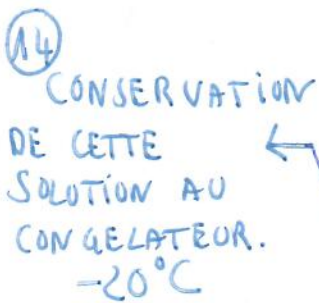 14
CONSERVATION
DE CETTE
SOLUTION AU
CONGELATEUR.
-20°C